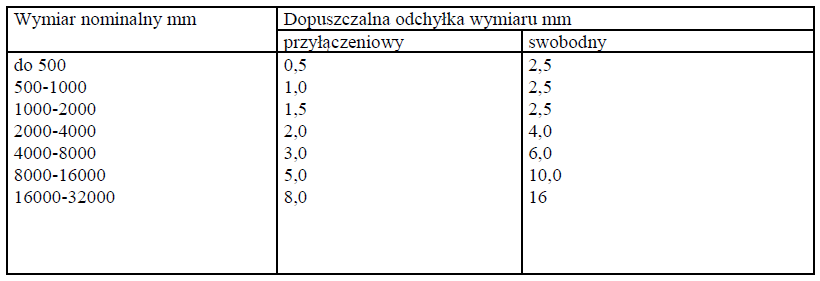 Wymiar nominalny mm Dopuszczalna odchyłka wymiaru mm
przyłączeniowy swobodny
do 500 0,5 2,5
500-1000 1,0 2,5
1000-2000 1,5 2,5
2000-4000 2,0 4,0
4000-8000 3,0 6,0
8000-16000 5,0 10,0
16000-32000 8,0 16